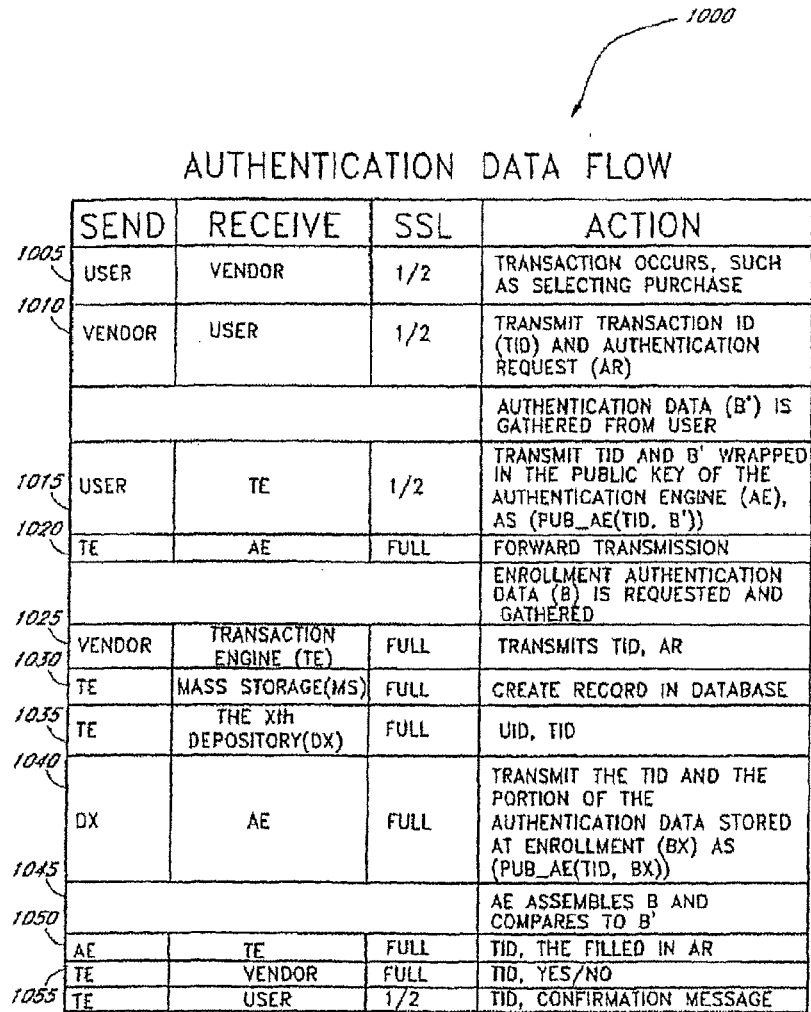 1000
AUTHENTICATION DATA FLOW
SEND RECEIVE SSL ACTION
1005
USER VENDOR 1/2 TRANSACTION OCCURS, SUCH
AS SELECTING PURCHASE
1010
VENDOR USER 1/2 TRANSMIT TRANSACTION ID
(TID) AND AUTHENTICATION
REQUEST (AR)
AUTHENTICATION DATA (B') IS
GATHERED FROM USER
1015
USER TE 1/2 TRANSMIT TID AND B' WRAPPED
IN THE PUBLIC KEY OF THE
AUTHENTICATION ENGINE (AE),
AS (PUB_AE(TID, B'))
1020
TE AE FULL FORWARD TRANSMISSION
ENROLLMENT AUTHENTICATION
DATA (B) IS REQUESTED AND
GATHERED
1025
VENDOR TRANSACTION
ENGINE (TE) FULL TRANSMITS TID, AR
1030
TE MASS STORAGE(MS) FULL CREATE RECORD IN DATABASE
1035
TE THE Xth
DEPOSITORY(DX) FULL UID, TID
1040
DX AE FULL TRANSMIT THE TID AND THE
PORTION OF THE
AUTHENTICATION DATA STORED
AT ENROLLMENT (BX) AS
(PUB_AE(TID, BX))
1045
AE ASSEMBLES B AND
COMPARES TO B'
1050
AE TE FULL TID, THE FILLED IN AR
TE VENDOR FULL TID, YES/NO
1055
TE USER 1/2 TID, CONFIRMATION MESSAGE